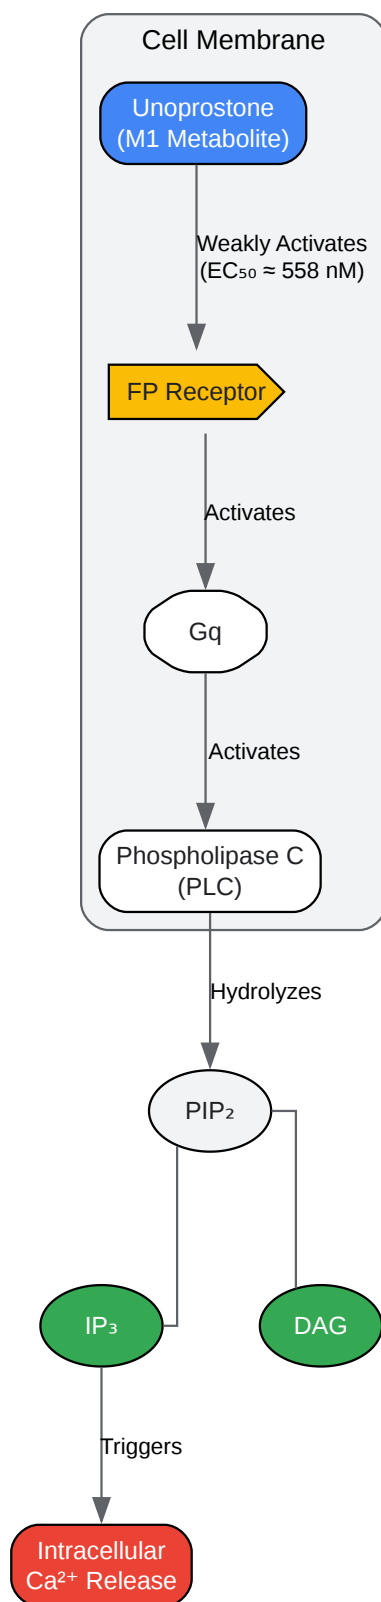 Cell Membrane
Unoprostone
(M1 Metabolite)
Weakly Activates
(EC₅₀ ≈ 558 nM)
FP Receptor
Activates
Gq
Activates
Phospholipase C
(PLC)
Hydrolyzes
PIP₂
IP₃
DAG
Triggers
Intracellular
Ca²⁺ Release